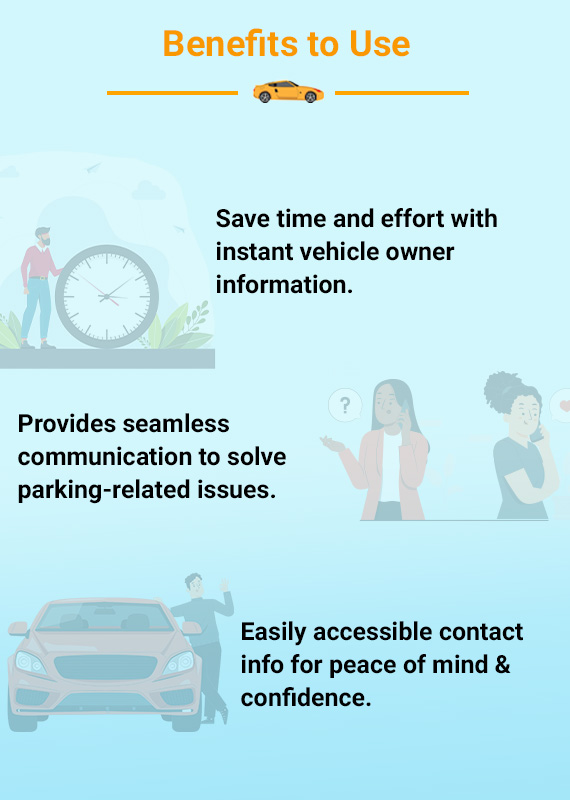 Benefits to Use
Save time and effort with
instant vehicle owner
information.
?
Provides seamless
communication to solve
parking-related issues.
Easily accessible contact
info for peace of mind &
confidence.